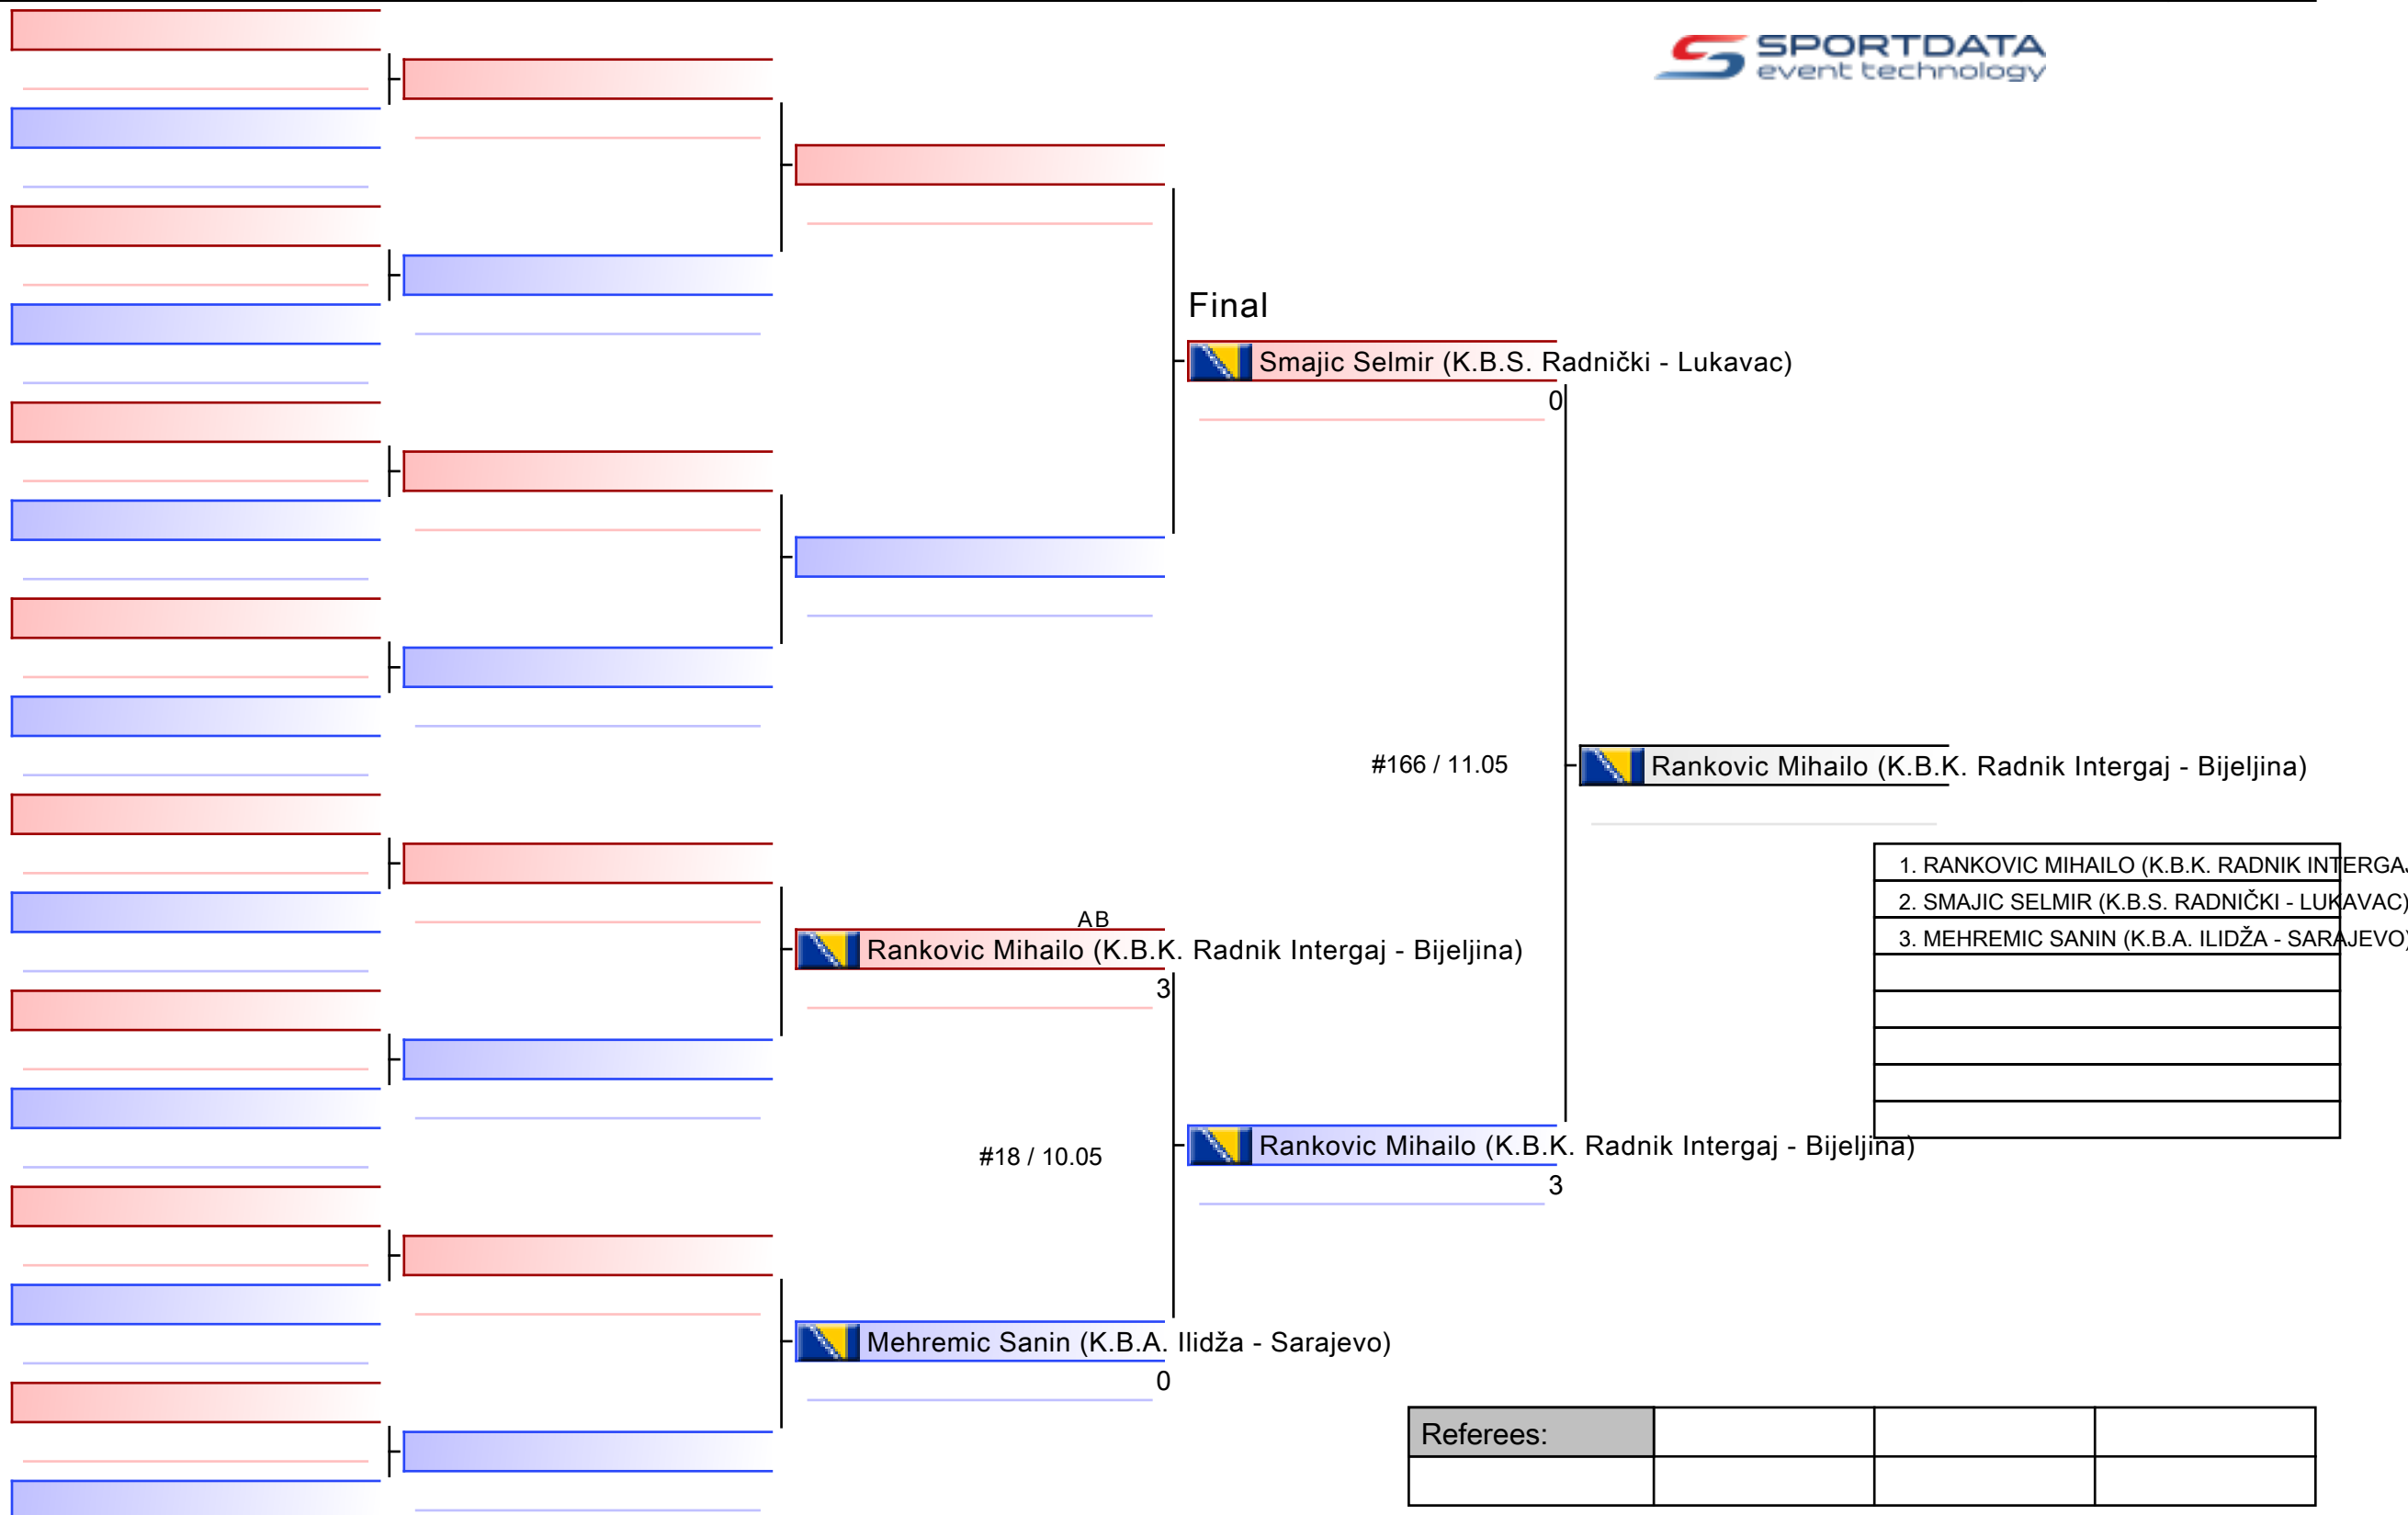 SPORTDATA
event technology
Final
Smajic Selmir (K.B.S. Radnički - Lukavac)
0
#166 / 11.05
Rankovic Mihailo (K.B.K. Radnik Intergaj - Bijeljina)
1. RANKOVIC MIHAILO (K.B.K. RADNIK INTERGAJ
2. SMAJIC SELMIR (K.B.S. RADNIČKI - LUKAVAC)
3. MEHREMIC SANIN (K.B.A. ILIDŽA - SARAJEVO)
AB
Rankovic Mihailo (K.B.K. Radnik Intergaj - Bijeljina)
3
#18 / 10.05
Rankovic Mihailo (K.B.K. Radnik Intergaj - Bijeljina)
3
Mehremic Sanin (K.B.A. Ilidža - Sarajevo)
0
Referees: